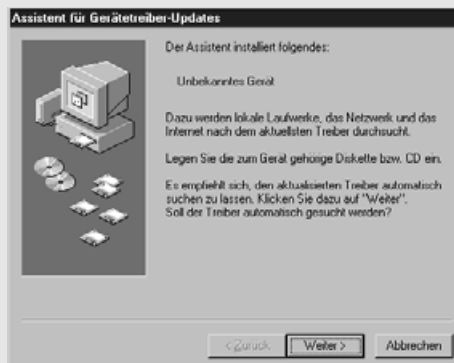 Assistent für Gerätetreiber-Updates
Der Assistent installiert folgendes:
Unbekanntes Gerät
Dazu werden lokale Laufwerke, das Netzwerk und das
Internet nach dem aktuellsten Treiber durchsucht.
Legen Sie die zum Gerät gehörige Diskette bzw. CD ein.
Es empfiehlt sich, den aktualisierten Treiber automatisch
suchen zu lassen. Klicken Sie dazu auf "Weiter".
Soll der Treiber automatisch gesucht werden?
< Zurück
Weiter >
Abbrechen